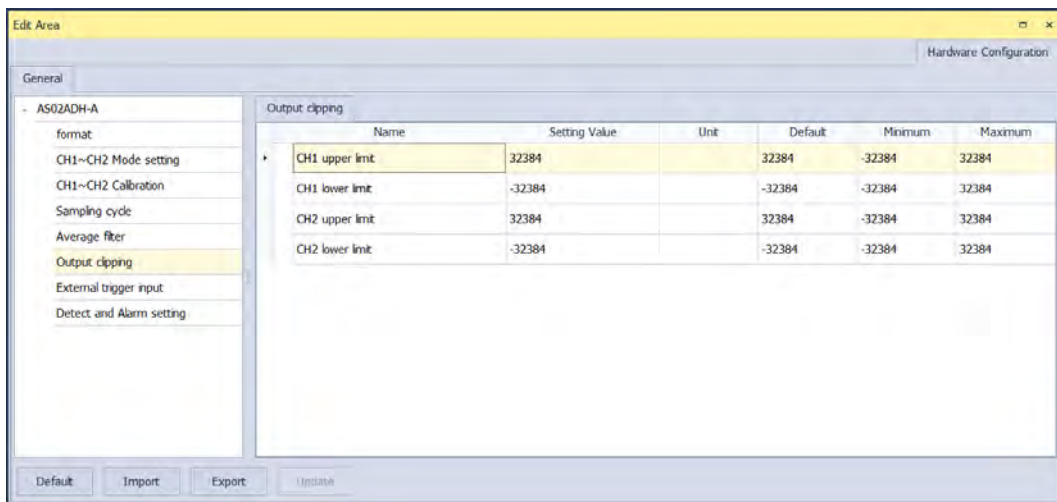 Edit Area
Hardware Configuration
General
- AS02ADH-A
format
CH1~CH2 Mode setting
CH1~CH2 Calibration
Sampling cycle
Average filter
Output clipping
External trigger input
Detect and Alarm setting
Output clipping
Name Setting Value Unit Default Minimum Maximum
CH1 upper limit 32384 32384 -32384 32384
CH1 lower limit -32384 -32384 -32384 32384
CH2 upper limit 32384 32384 -32384 32384
CH2 lower limit -32384 -32384 -32384 32384
Default Import Export Update